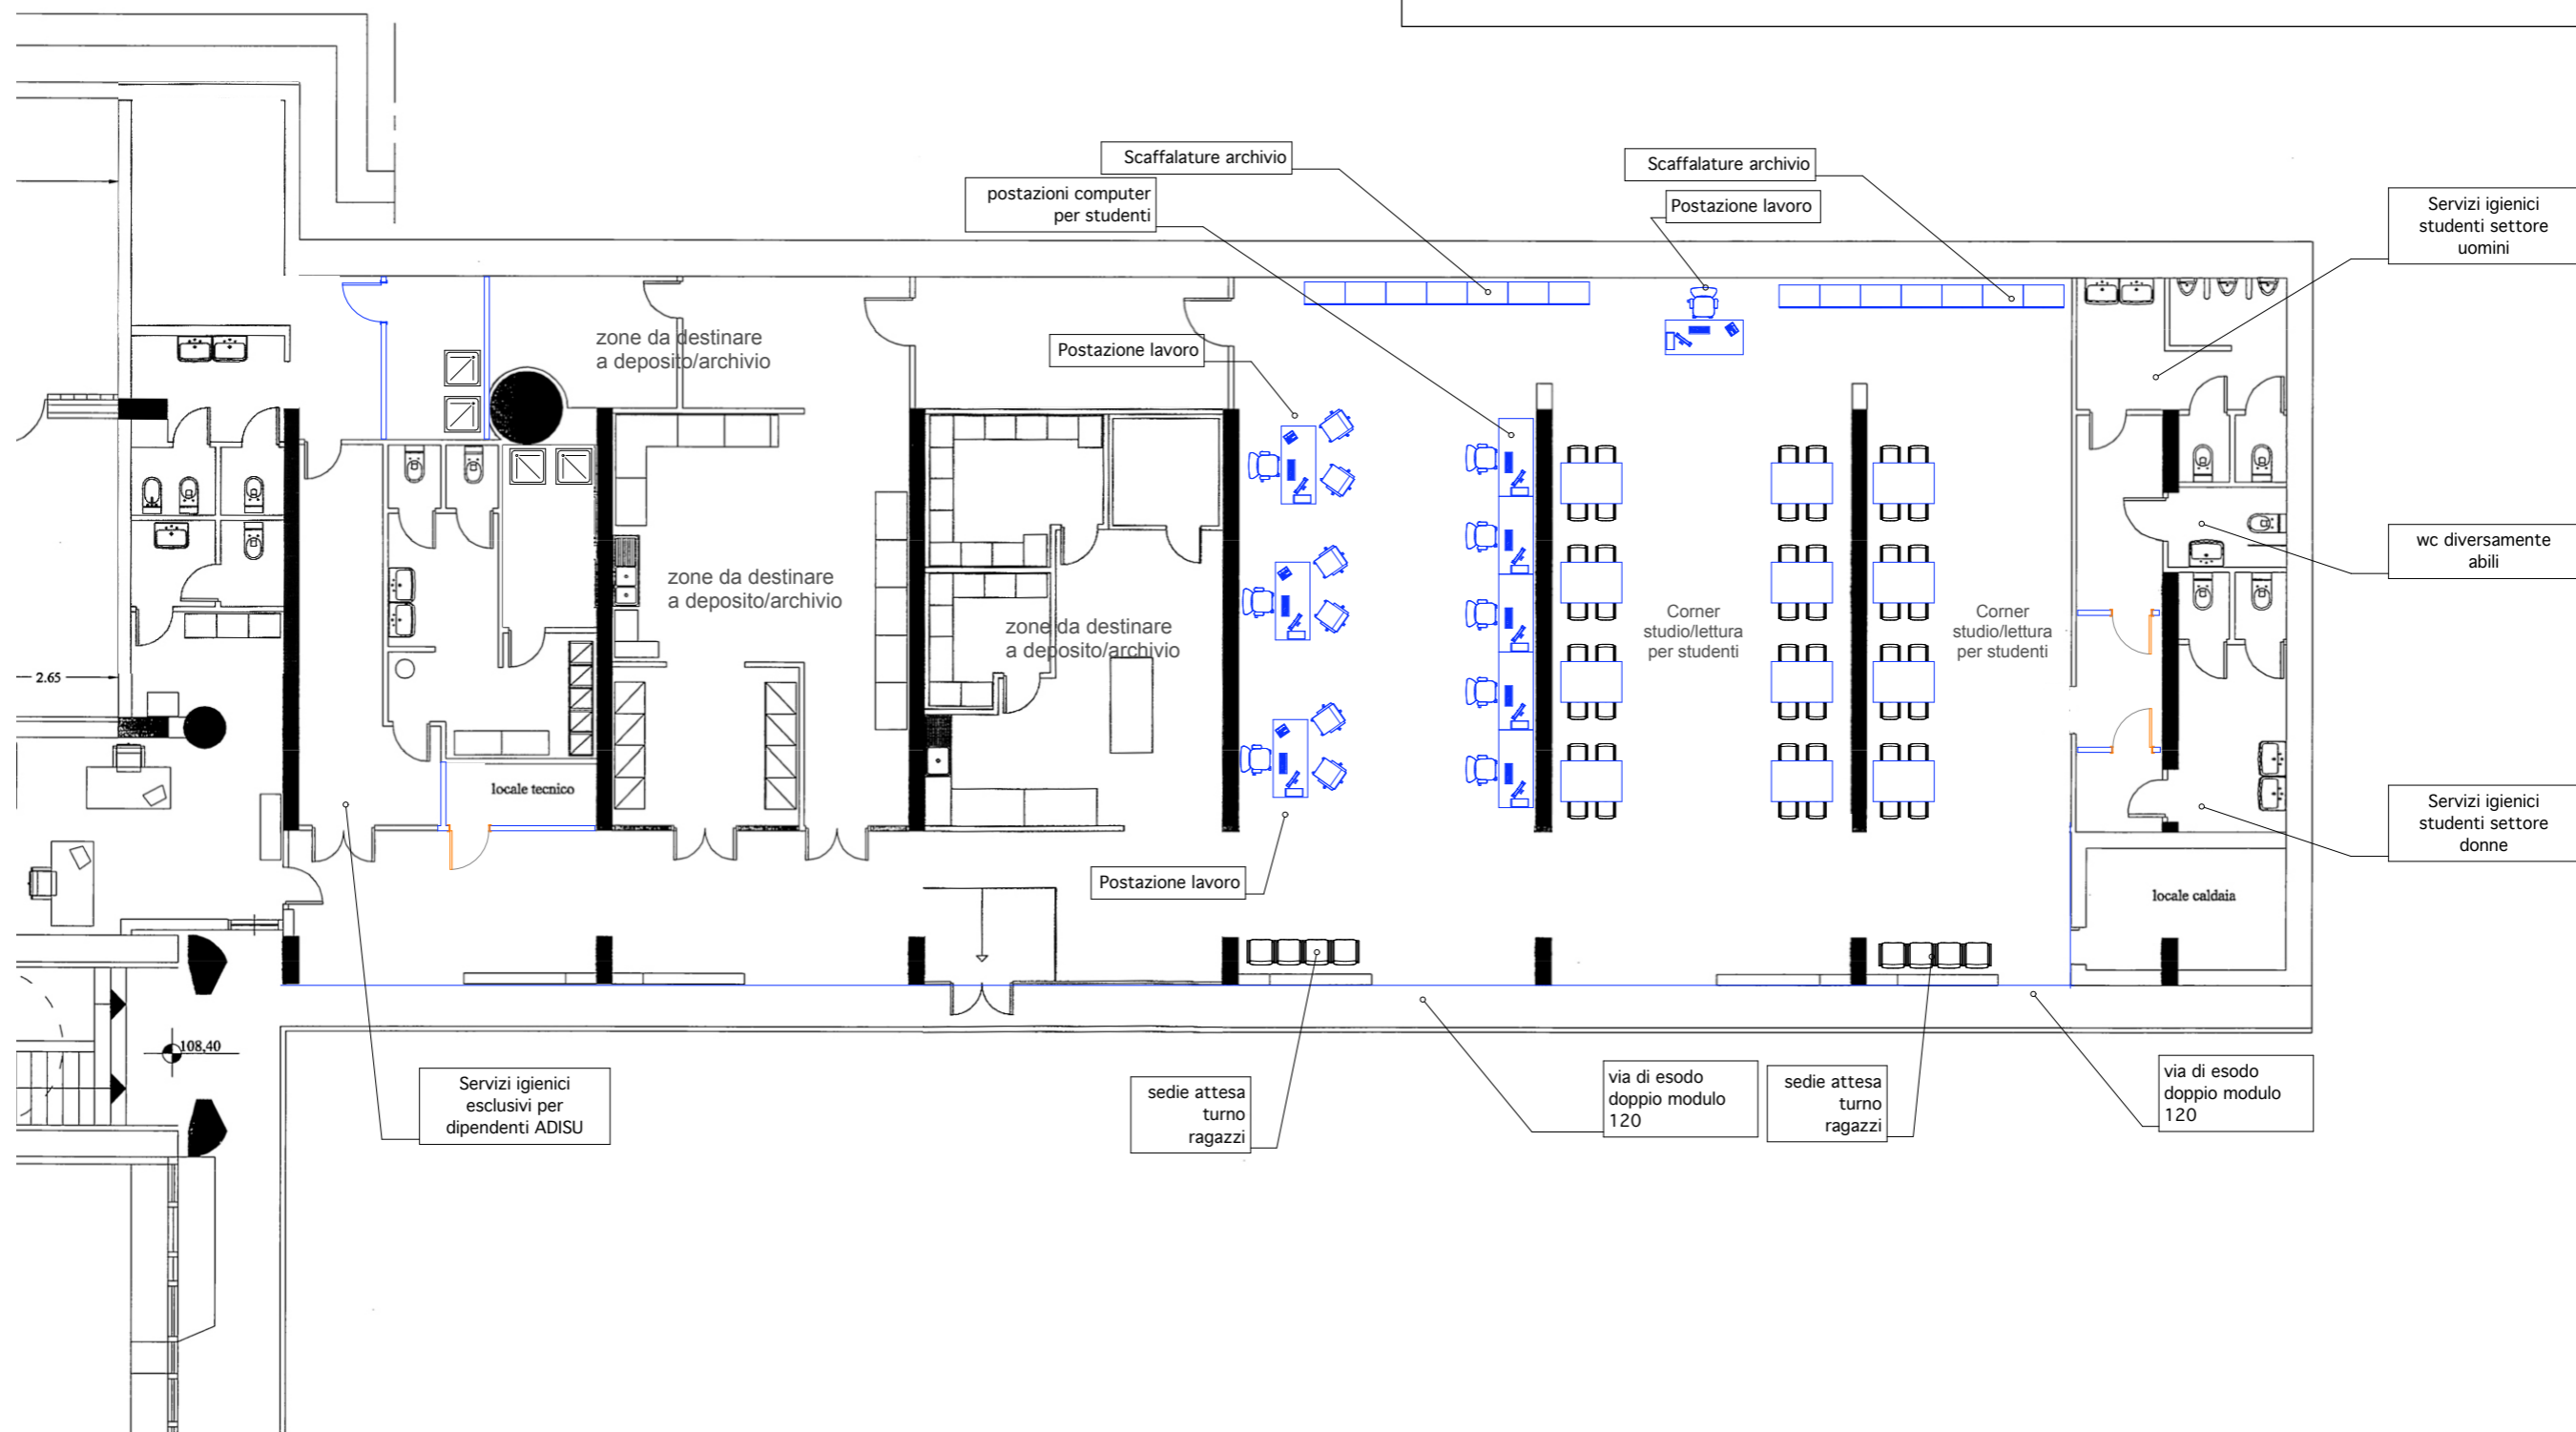 Scaffalature archivio
Scaffalature archivio
postazioni computer
per studenti
Postazione lavoro
Servizi igienici
studenti settore
uomini
zone da destinare
a deposito/archivio
Postazione lavoro
wc diversamente
abili
zone da destinare
a deposito/archivio
zone da destinare
a deposito/archivio
Corner
studio/lettura
per studenti
Corner
studio/lettura
per studenti
2.65
locale tecnico
Servizi igienici
studenti settore
donne
Postazione lavoro
locale caldaia
108,40
Servizi igienici
esclusivi per
dipendenti ADISU
sedie attesa
turno
ragazzi
via di esodo
doppio modulo
120
sedie attesa
turno
ragazzi
via di esodo
doppio modulo
120